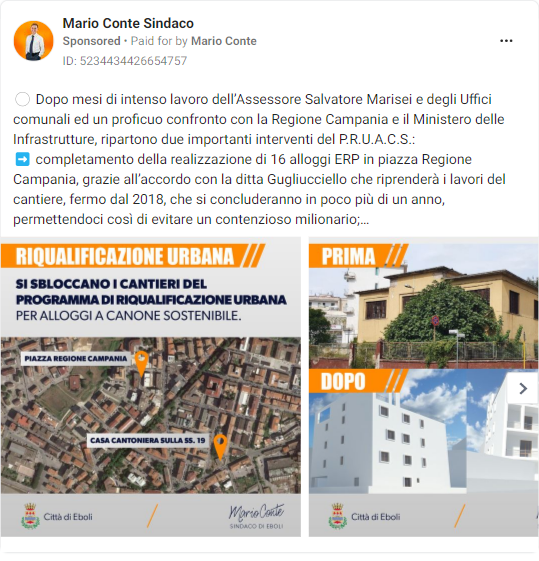 Mario Conte Sindaco
Sponsored • Paid for by Mario Conte
ID: 5234434426654757
Dopo mesi di intenso lavoro dell'Assessore Salvatore Marisei e degli Uffici
comunali ed un proficuo confronto con la Regione Campania e il Ministero delle
Infrastrutture, ripartono due importanti interventi del P.R.U.A.C.S.:
➡️ completamento della realizzazione di 16 alloggi ERP in piazza Regione
Campania, grazie all'accordo con la ditta Gugliucciello che riprenderà i lavori del
cantiere, fermo dal 2018, che si concluderanno in poco più di un anno,
permettendoci così di evitare un contenzioso milionario;...
RIQUALIFICAZIONE URBANA
SI SBLOCCANO I CANTIERI DEL
PROGRAMMA DI RIQUALIFICAZIONE URBANA
PER ALLOGGI A CANONE SOSTENIBILE.
PIAZZA REGIONE CAMPANIA
CASA CANTONIERA SULLA SS. 19
Città di Eboli
Mario Conte
SINDACO DI EBOLI
PRIMA
DOPO
Città di Eboli